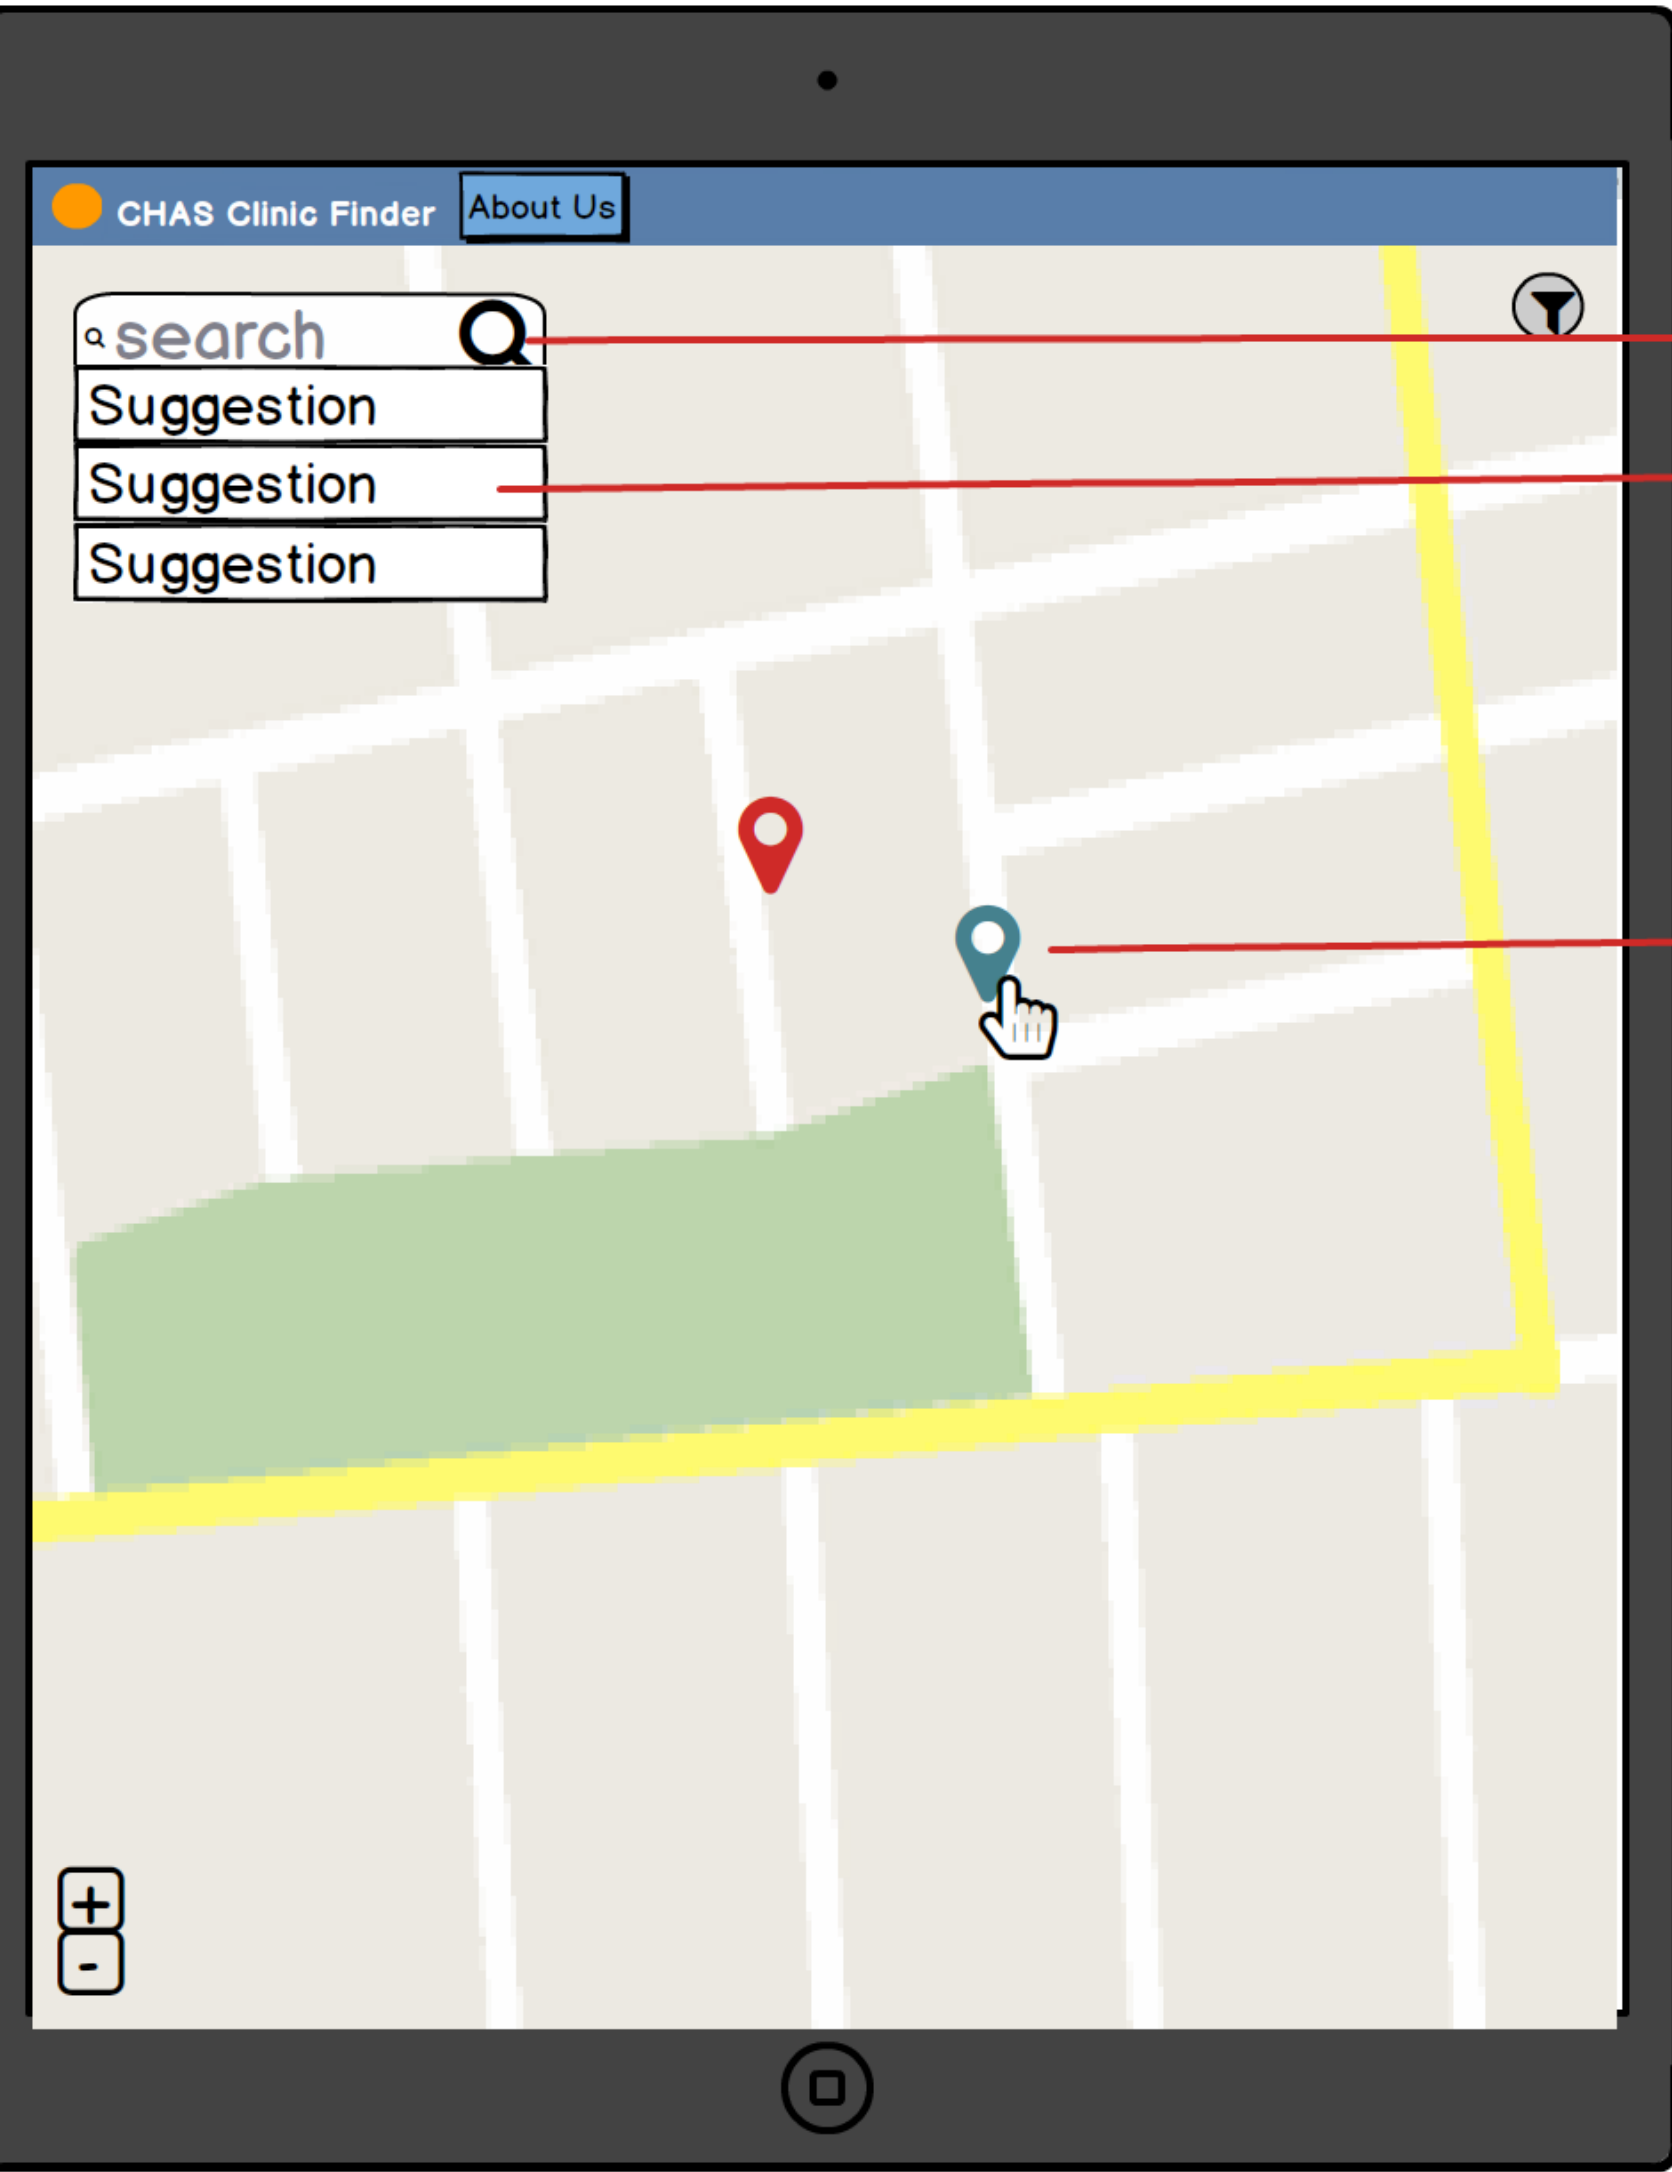 CHAS Clinic Finder
About Us
search
Suggestion
Suggestion
Suggestion
+
-